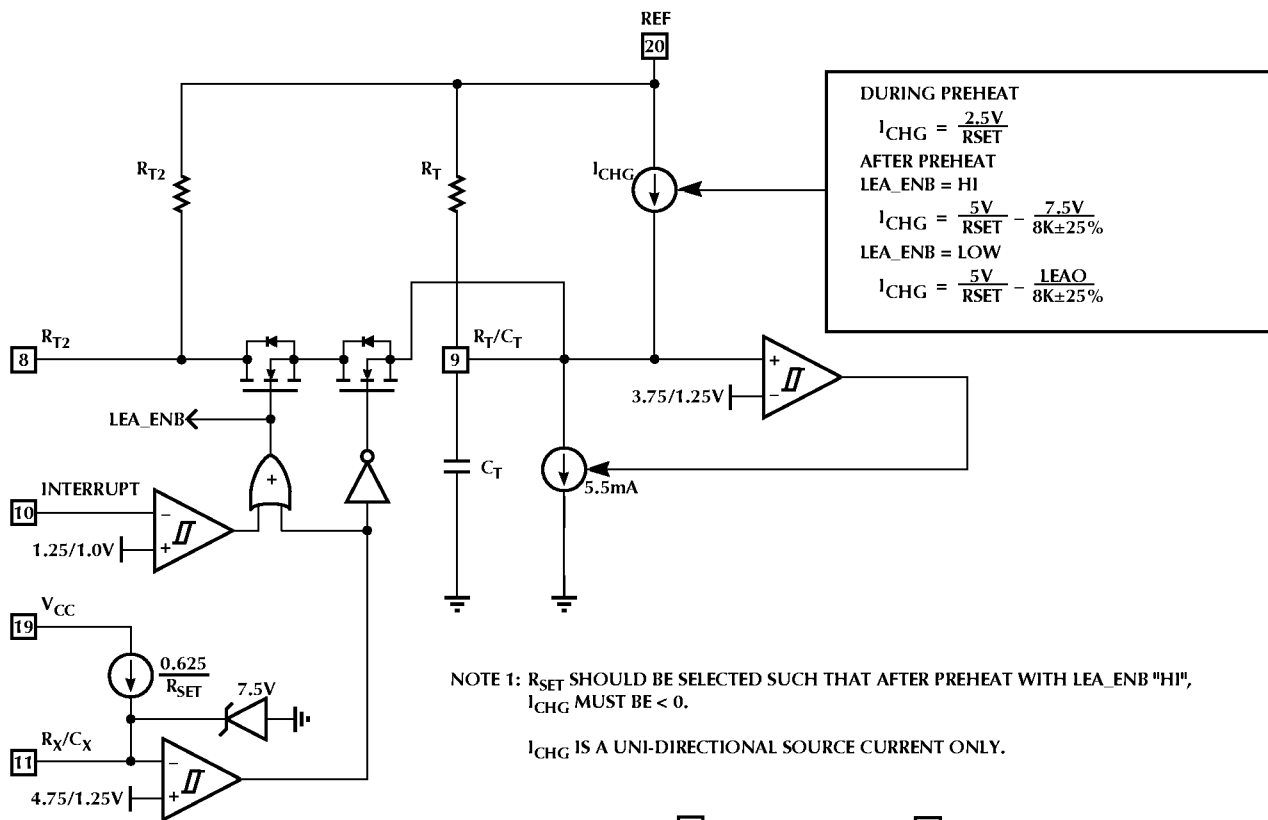 REF
20
DURING PREHEAT
ICHG = 2.5V / RSET
AFTER PREHEAT
LEA_ENB = HI
ICHG = 5V / RSET – 7.5V / 8K±25%
LEA_ENB = LOW
ICHG = 5V / RSET – LEAO / 8K±25%
RT2
RT
ICHG
RT2
8
RT/CT
9
+
–
3.75/1.25V
LEA_ENB
+
CT
5.5mA
INTERRUPT
10
–
+
1.25/1.0V
VCC
19
0.625 / RSET
7.5V
RX/CX
11
–
+
4.75/1.25V
NOTE 1: RSET SHOULD BE SELECTED SUCH THAT AFTER PREHEAT WITH LEA_ENB "HI",
ICHG MUST BE < 0.
ICHG IS A UNI-DIRECTIONAL SOURCE CURRENT ONLY.